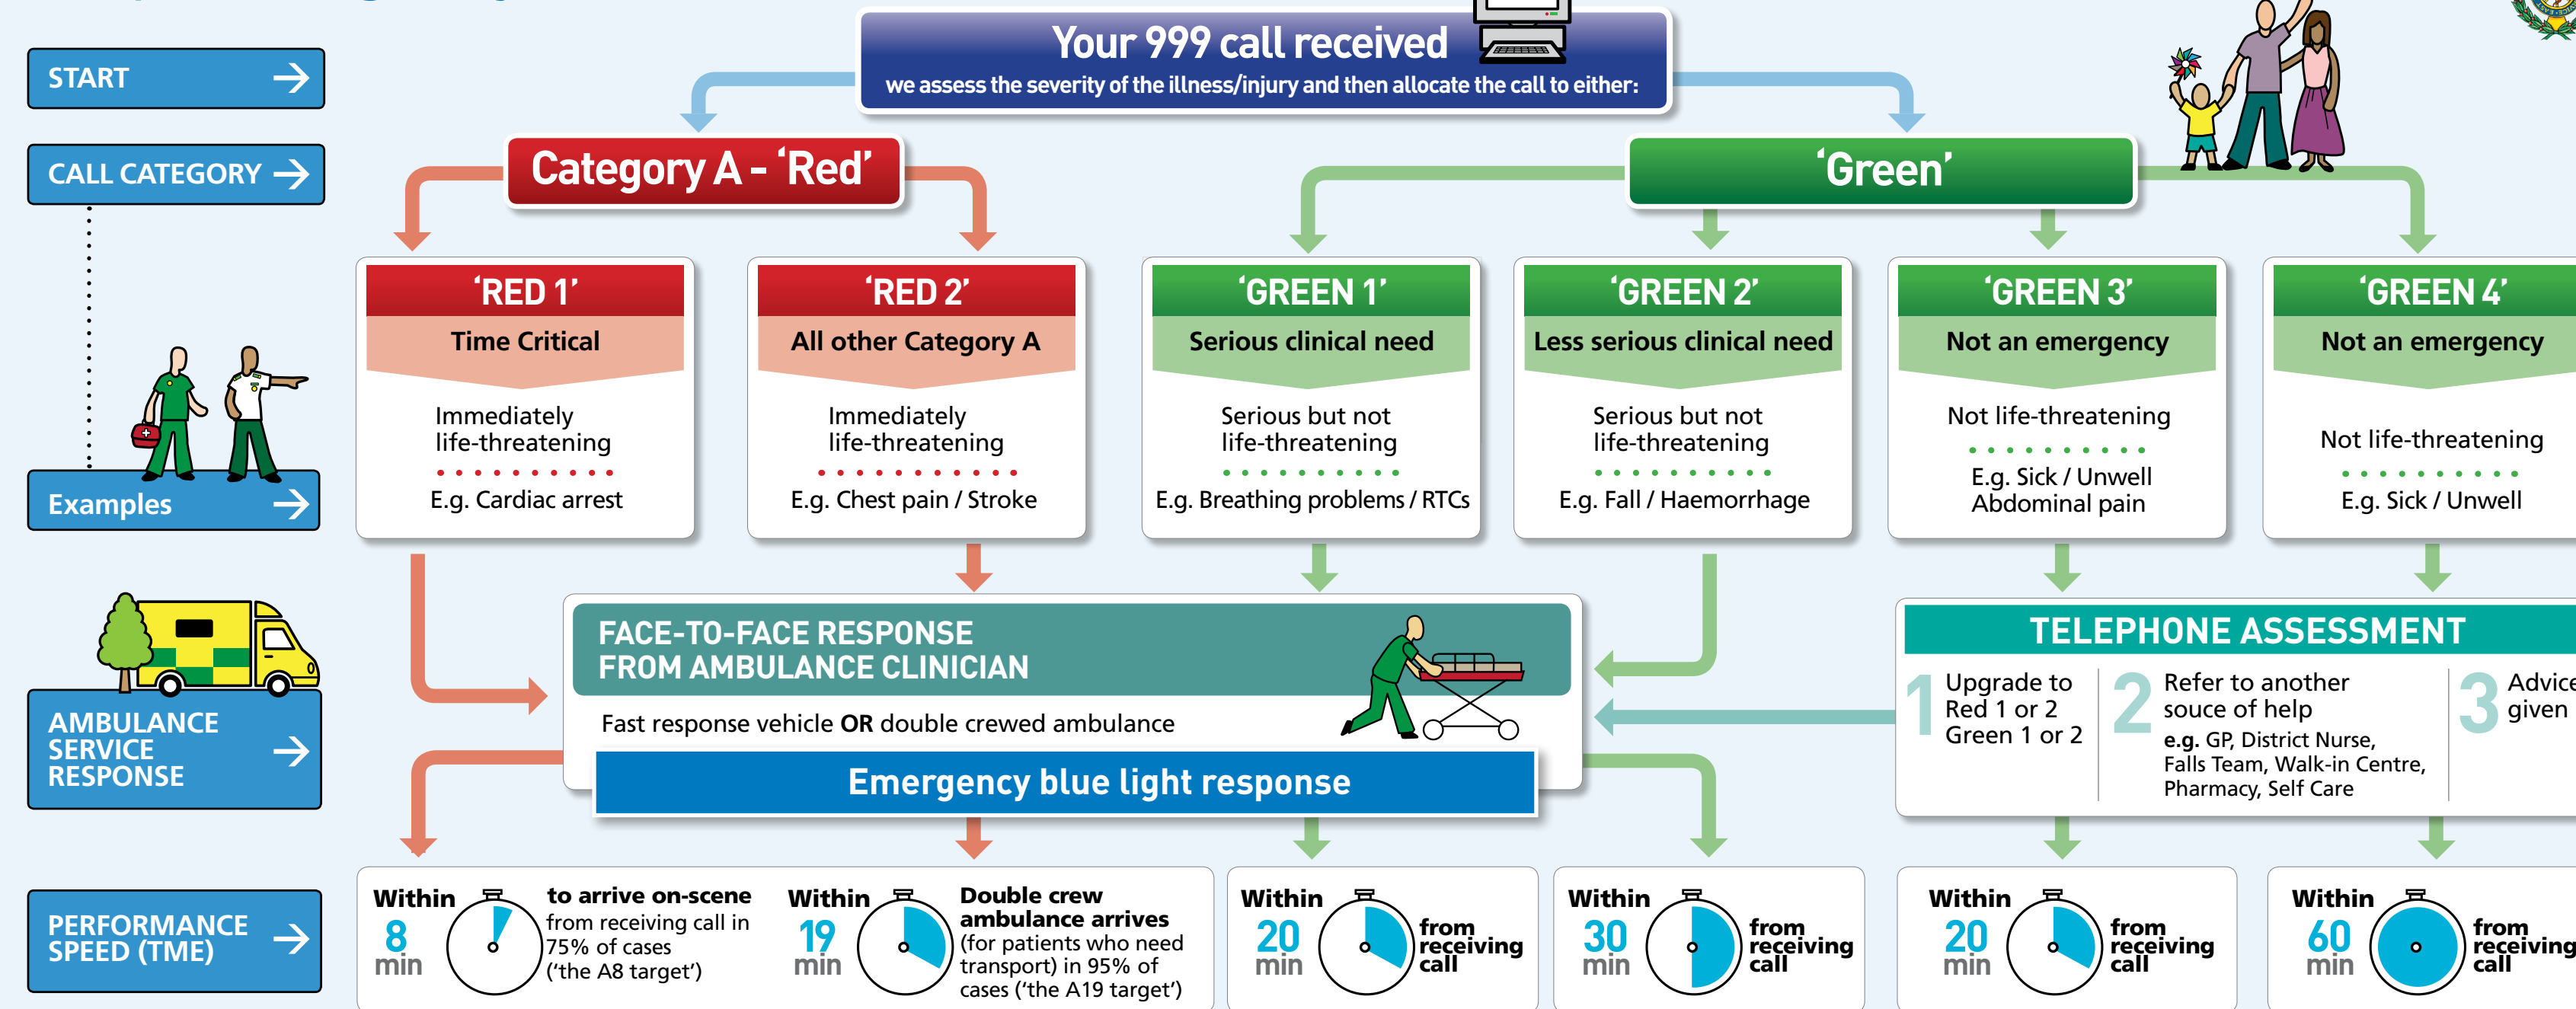 Your 999 call received
we assess the severity of the illness/injury and then allocate the call to either:
START
CALL CATEGORY
Category A - ‘Red’
‘Green’
‘RED 1’
Time Critical
Immediately
life-threatening
E.g. Cardiac arrest
‘RED 2’
All other Category A
Immediately
life-threatening
E.g. Chest pain / Stroke
‘GREEN 1’
Serious clinical need
Serious but not
life-threatening
E.g. Breathing problems / RTCs
‘GREEN 2’
Less serious clinical need
Serious but not
life-threatening
E.g. Fall / Haemorrhage
‘GREEN 3’
Not an emergency
Not life-threatening
E.g. Sick / Unwell
Abdominal pain
‘GREEN 4’
Not an emergency
Not life-threatening
E.g. Sick / Unwell
Examples
AMBULANCE
SERVICE
RESPONSE
FACE-TO-FACE RESPONSE
FROM AMBULANCE CLINICIAN
Fast response vehicle OR double crewed ambulance
Emergency blue light response
TELEPHONE ASSESSMENT
1 Upgrade to
Red 1 or 2
Green 1 or 2
2 Refer to another
souce of help
e.g. GP, District Nurse,
Falls Team, Walk-in Centre,
Pharmacy, Self Care
3 Advice
given
PERFORMANCE
SPEED (TME)
Within
8
min
to arrive on-scene
from receiving call in
75% of cases
(‘the A8 target’)
Within
19
min
Double crew
ambulance arrives
(for patients who need
transport) in 95% of
cases (‘the A19 target’)
Within
20
min
from
receiving
call
Within
30
min
from
receiving
call
Within
20
min
from
receiving
call
Within
60
min
from
receiving
call